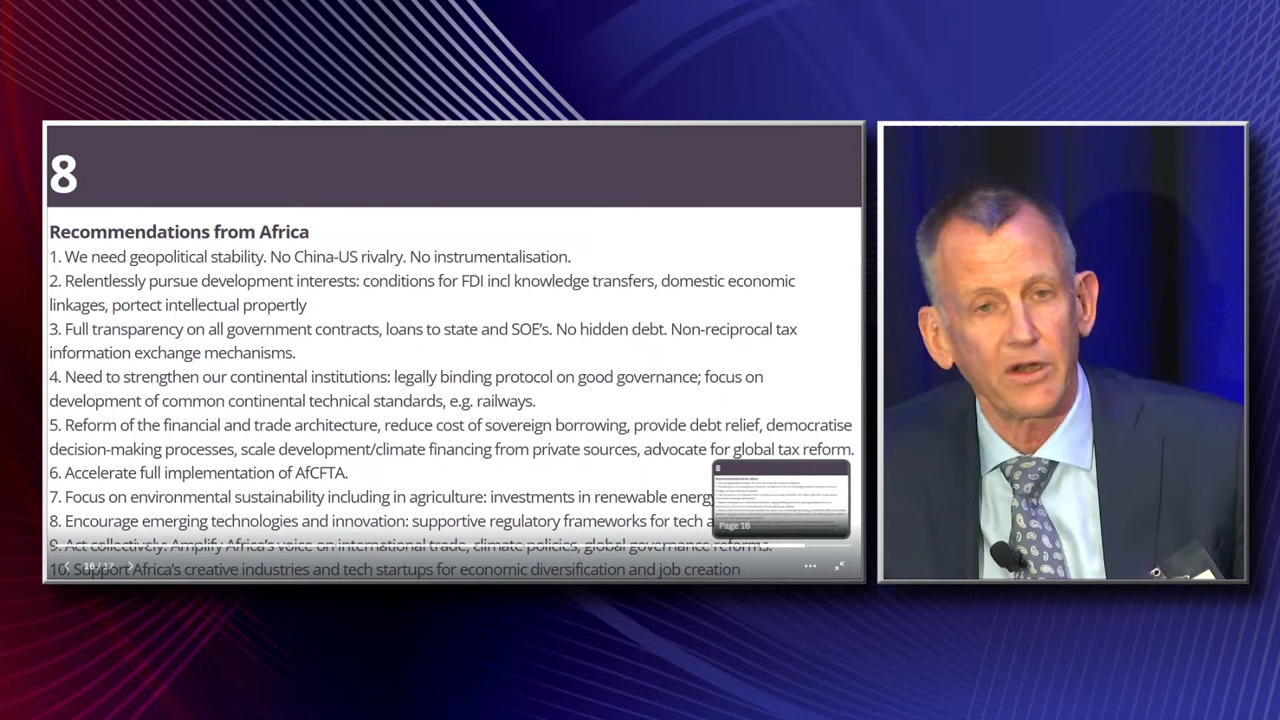 8
Recommendations from Africa
1. We need geopolitical stability. No China-US rivalry. No instrumentalisation.
2. Relentlessly pursue development interests: conditions for FDI incl knowledge transfers, domestic economic
linkages, portect intellectual propertly
3. Full transparency on all government contracts, loans to state and SOE's. No hidden debt. Non-reciprocal tax
information exchange mechanisms.
4. Need to strengthen our continental institutions: legally binding protocol on good governance; focus on
development of common continental technical standards, e.g. railways.
5. Reform of the financial and trade architecture, reduce cost of sovereign borrowing, provide debt relief, democratise
decision-making processes, scale development/climate financing from private sources, advocate for global tax reform.
6. Accelerate full implementation of AfCFTA.
7. Focus on environmental sustainability including in agriculture: investments in renewable energy
8. Encourage emerging technologies and innovation: supportive regulatory frameworks for tech
9. Act collectively: Amplify Africa's voice on international trade, climate policies, global governance reforms.
10. Support Africa's creative industries and tech startups for economic diversification and job creation
8
Page 16
16 / 17